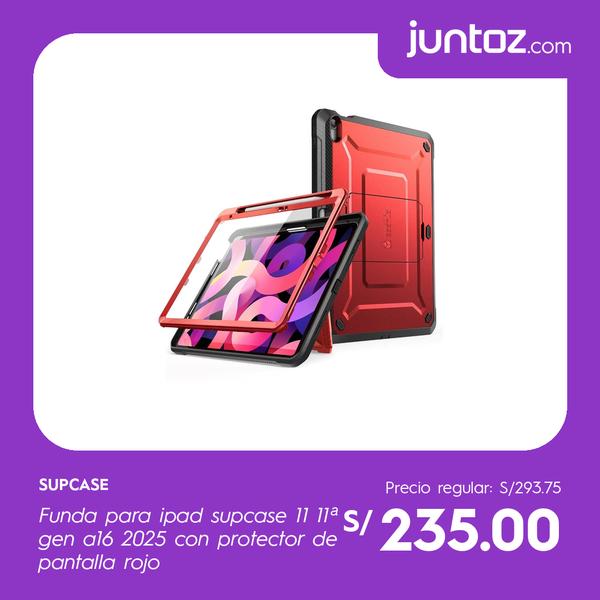 juntoz.com
SUPCASE
Funda para ipad supcase 11 11ª
gen a16 2025 con protector de
pantalla rojo
Precio regular: S/293.75
S/ 235.00